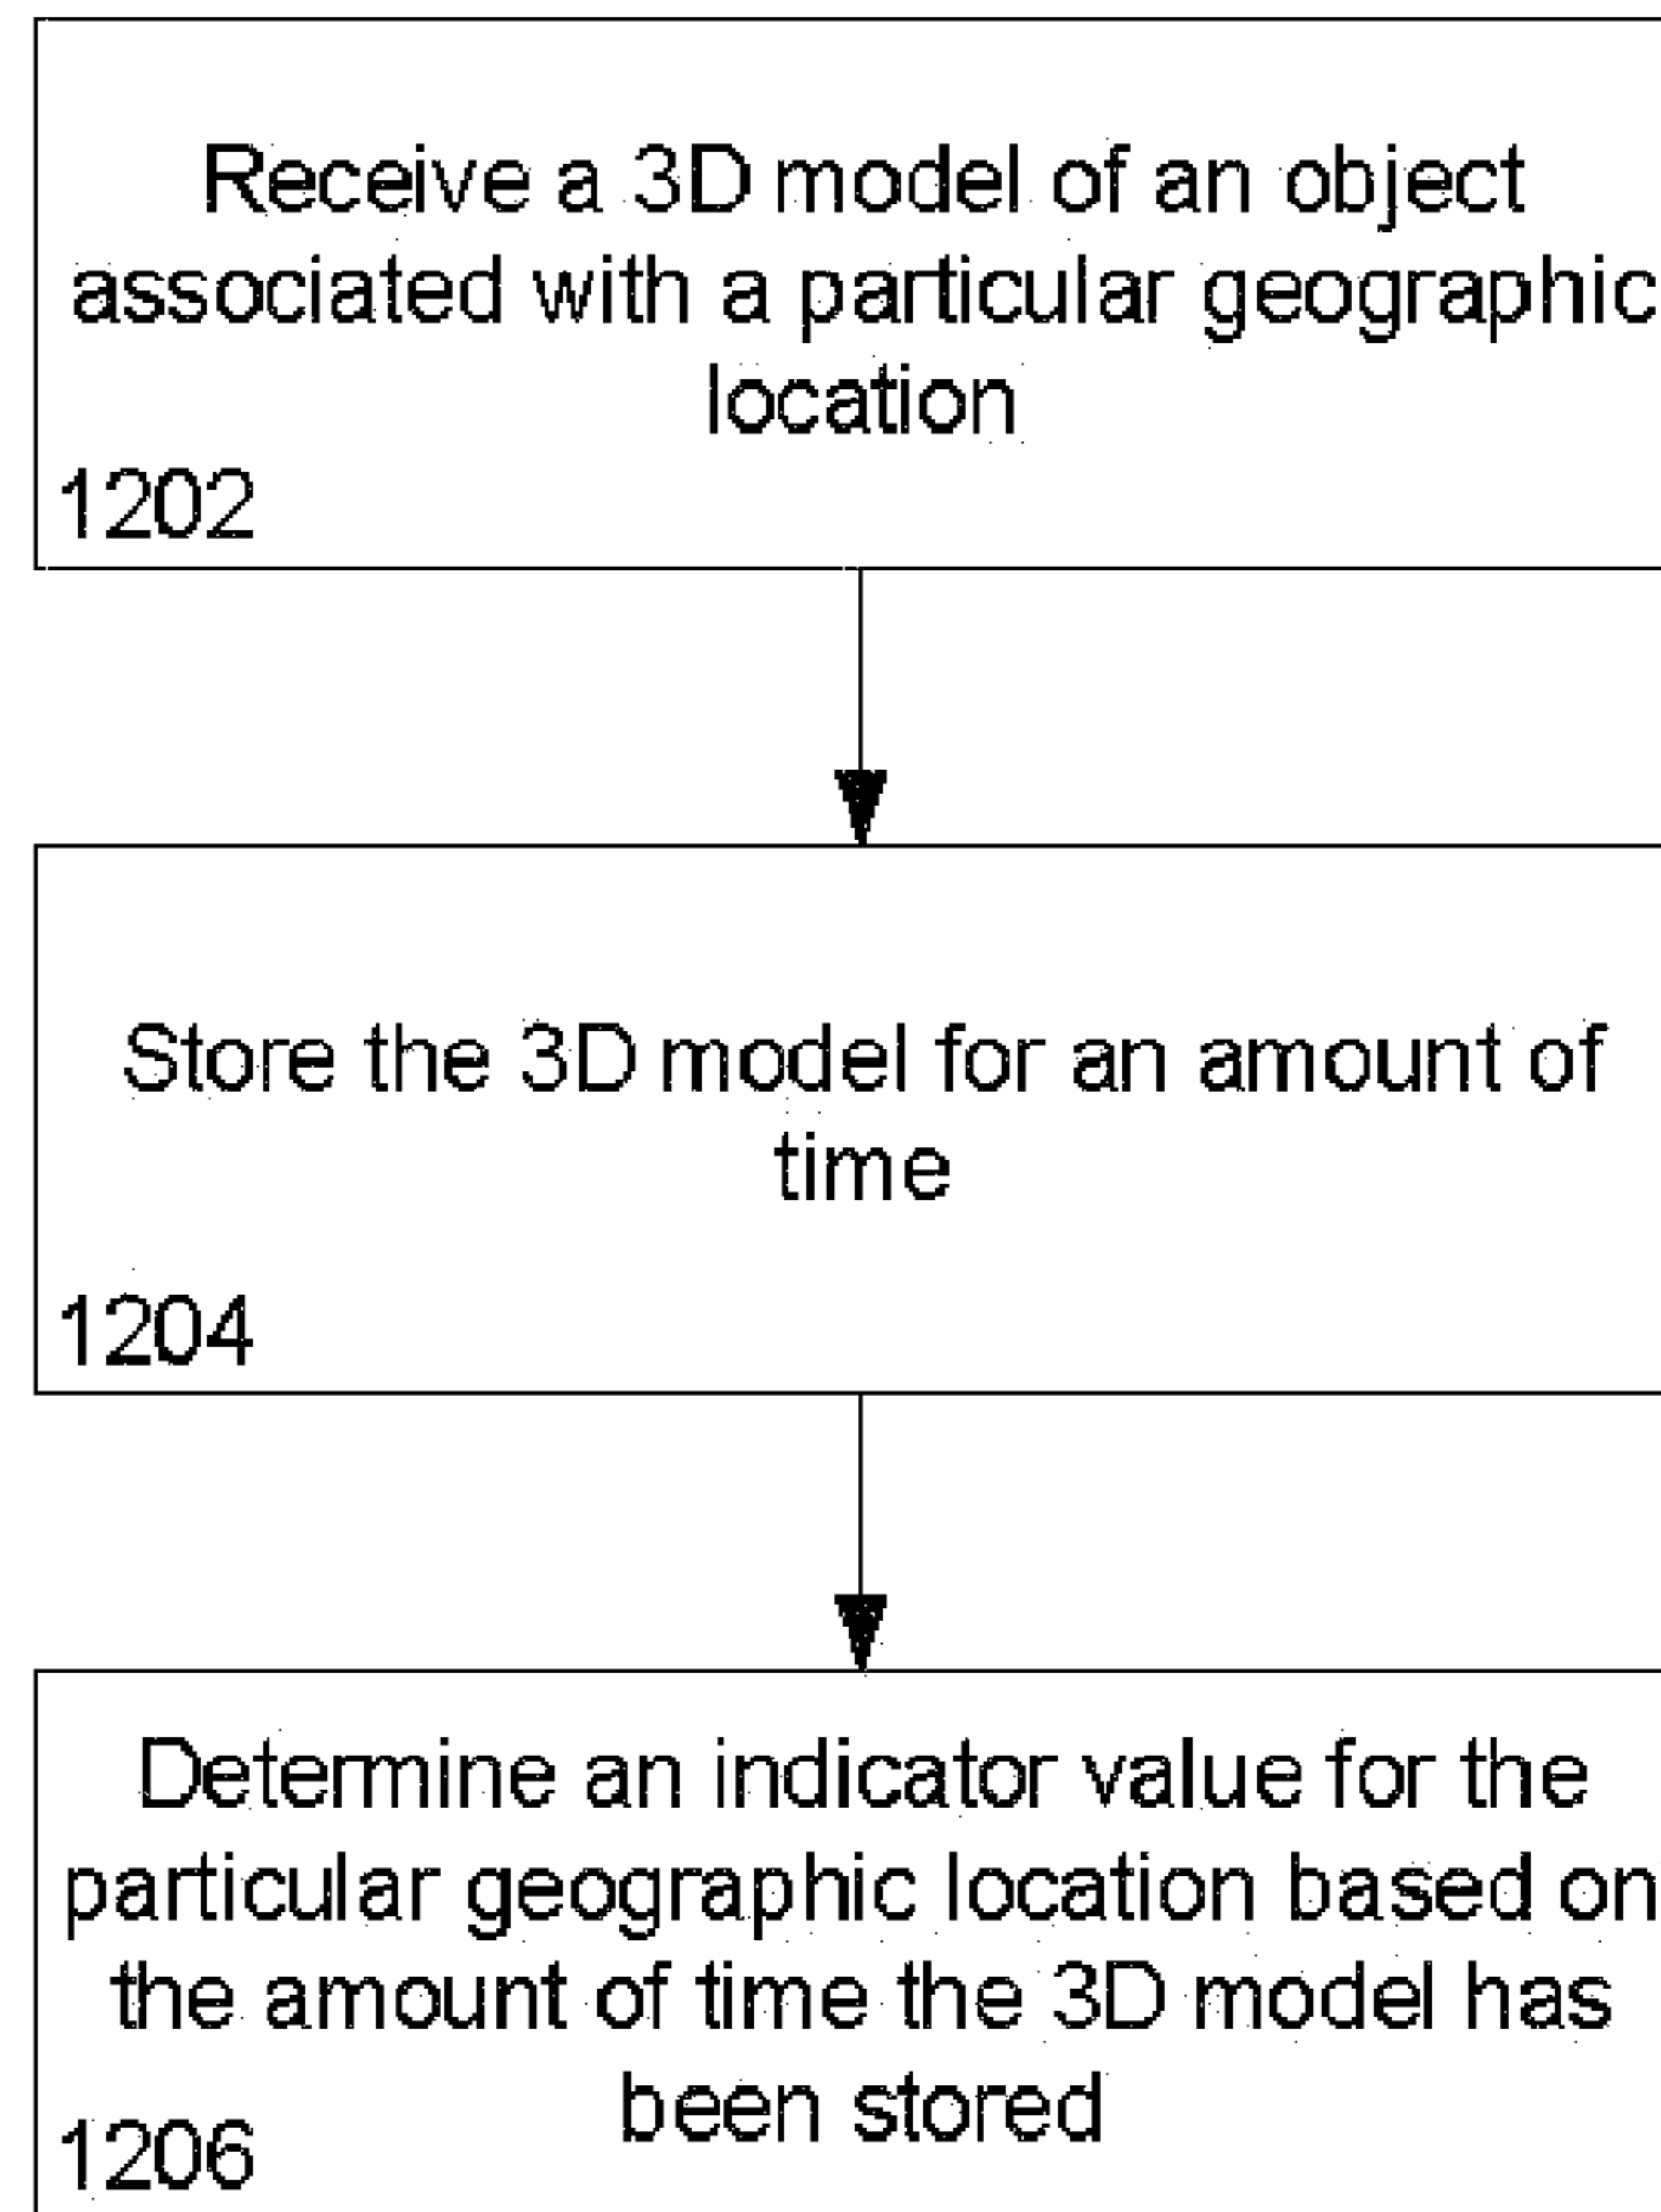 Receive a 3D model of an object
associated with a particular geographic
location
1202
Store the 3D model for an amount of
time
1204
Determine an indicator value for the
particular geographic location based on
the amount of time the 3D model has
been stored
1206